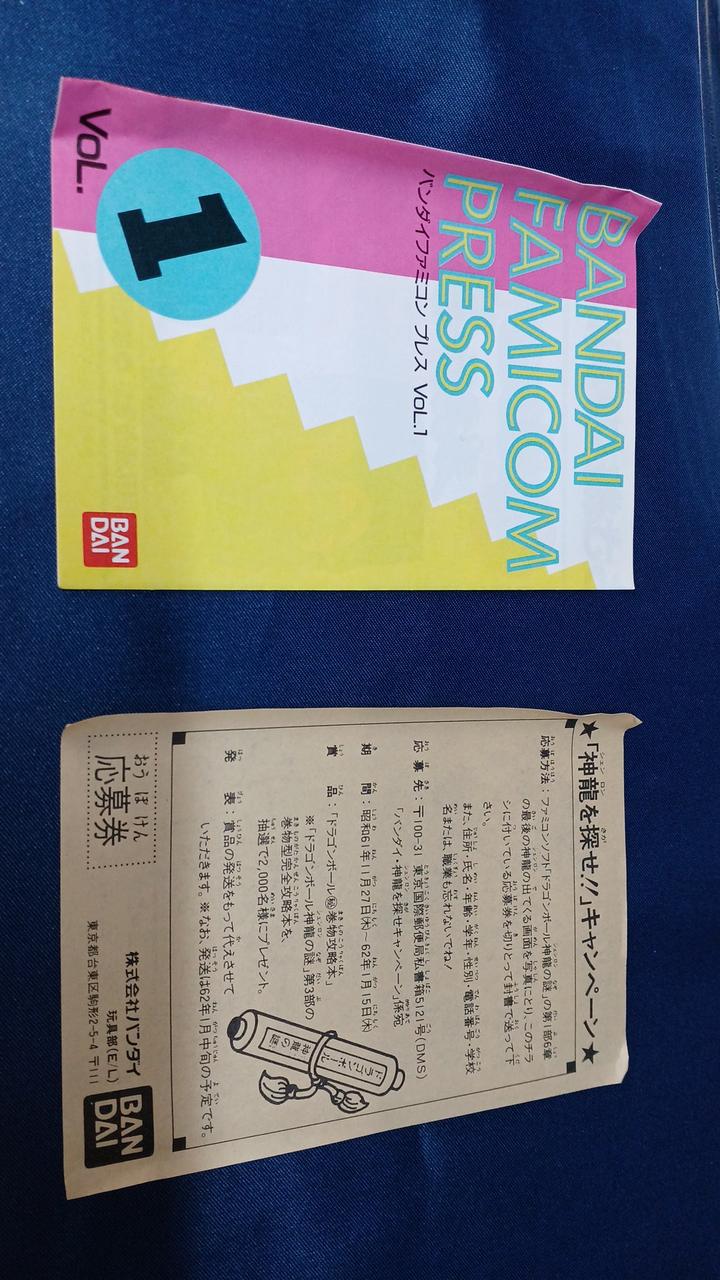 BANDAI
FAMICOM
PRESS
バンダイファミコン プレス VoL.1
VoL.
1
BAN
DAI
★「神龍を探せ!!」キャンペーン★
応募方法：ファミコンソフト「ドラゴンボール神龍の謎」の第1部6章
の最後の神龍の出てくる画面を写真にとり、このチラ
シに付いている応募券を切りとって封書で送って下
さい。
また、住所・氏名・年齢・学年・性別・電話番号・学校
名または、職業も忘れないでね！
応募先：〒100-31 東京国際郵便局私書箱5121号(DMS)
「バンダイ・神龍を探せキャンペーン」係宛
期間：昭和61年11月27日(木)―62年1月15日(木)
賞品：「ドラゴンボール㊙巻物攻略本」
※「ドラゴンボール神龍の謎」第3部の
巻物型完全攻略本を、
抽選で2,000名様にプレゼント。
発表：賞品の発送をもって代えさせて
いただきます。※なお、発送は62年1月中旬の予定です。
ドラゴンボール
神龍の謎
おうぼけん
応募券
株式会社バンダイ
玩具部(E/L)
東京都台東区駒形2-5-4 〒111
BAN
DAI